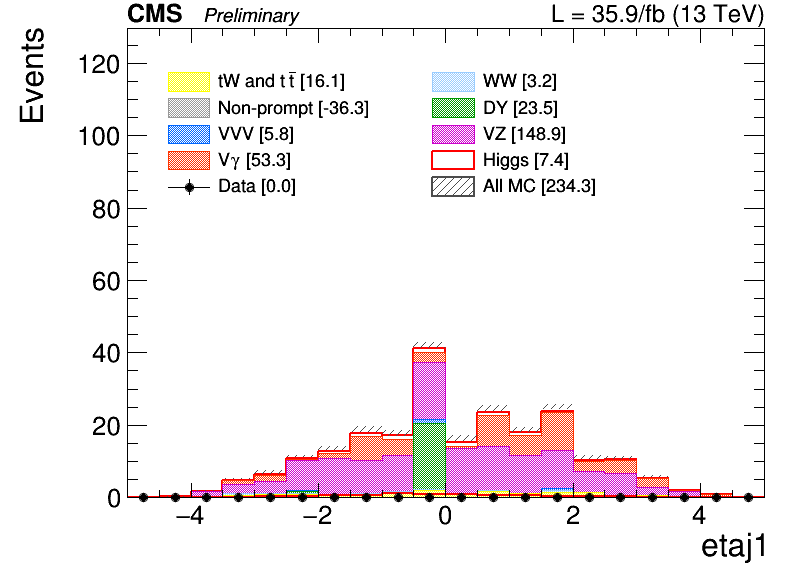 CMS Preliminary L = 35.9/fb (13 TeV)
Events
120
100
80
60
40
20
0
tW and t t̅ [16.1]
Non-prompt [-36.3]
VVV [5.8]
Vγ [53.3]
Data [0.0]
WW [3.2]
DY [23.5]
VZ [148.9]
Higgs [7.4]
All MC [234.3]
−4 −2 0 2 4
etaj1